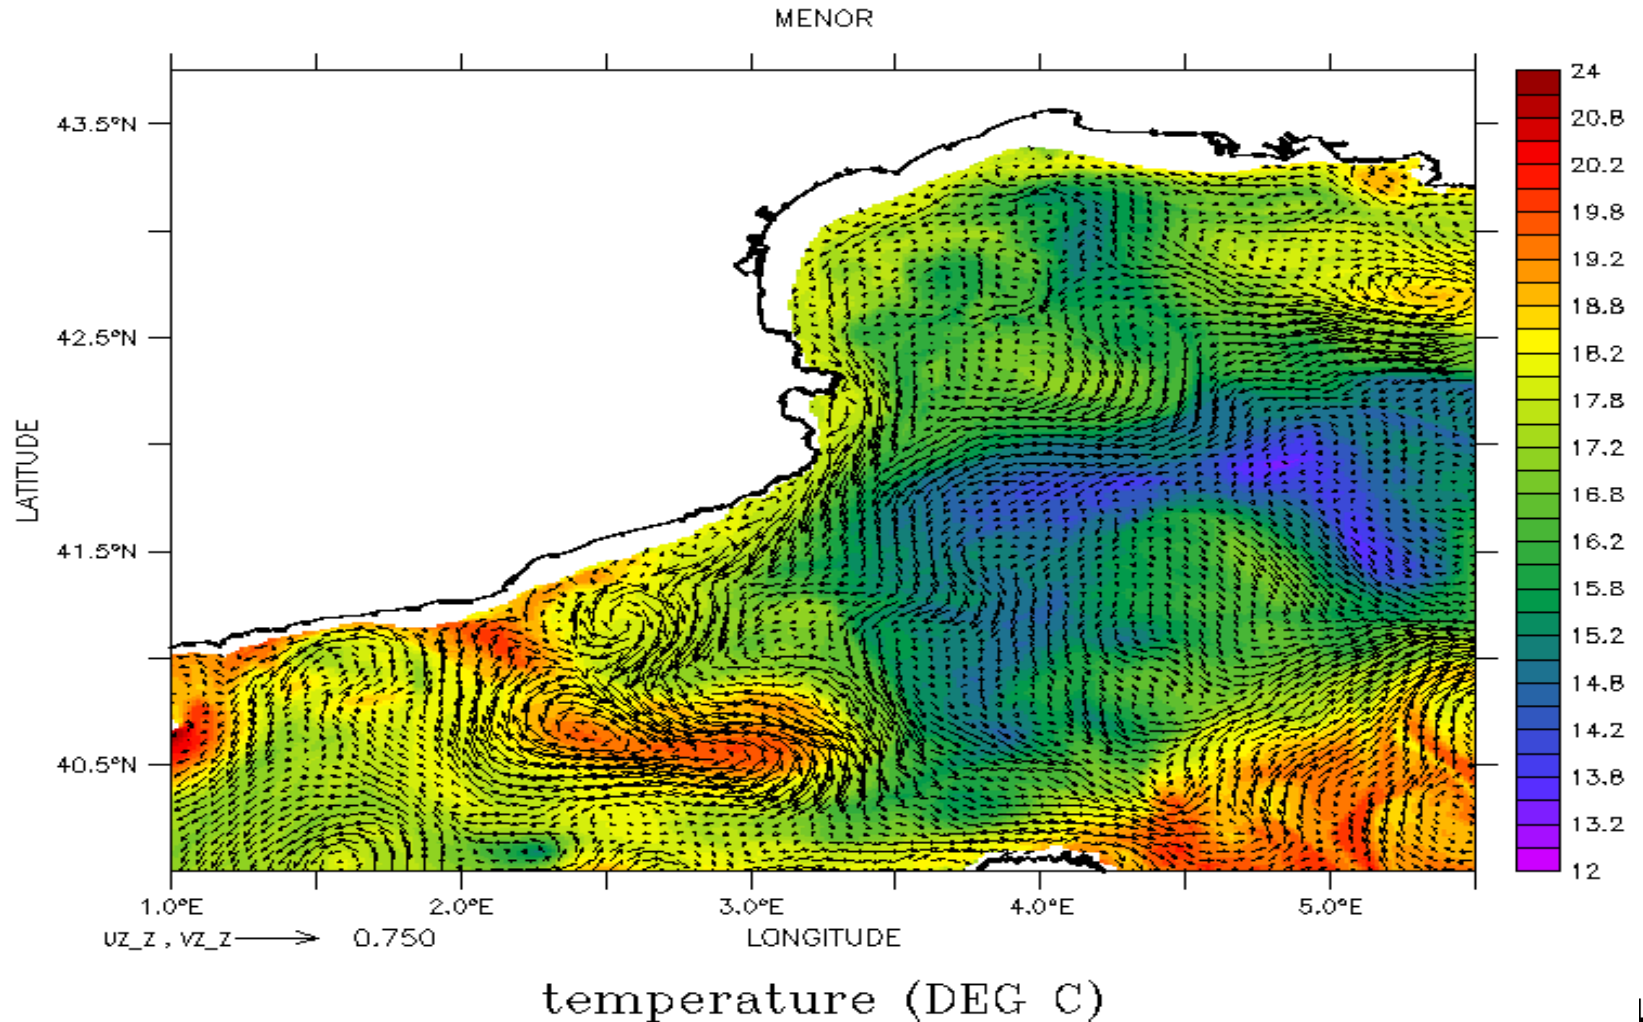 MENOR
43.5°N
42.5°N
41.5°N
40.5°N
LATITUDE
24
20.8
20.2
19.8
19.2
18.8
18.2
17.8
17.2
16.8
16.2
15.8
15.2
14.8
14.2
13.8
13.2
12
1.0°E 2.0°E 3.0°E 4.0°E 5.0°E
UZ_Z , VZ_Z 0.750 LONGITUDE
temperature (DEG C)